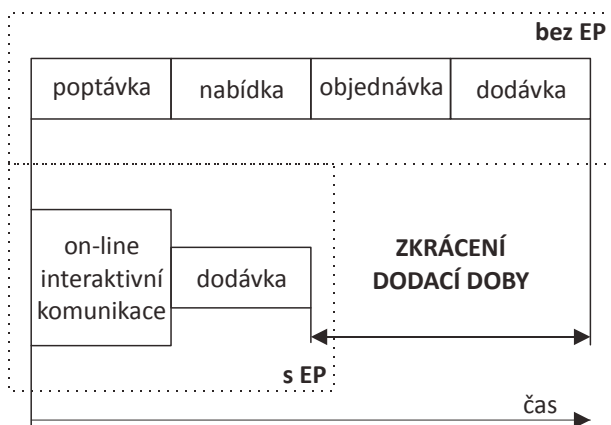 bez EP
poptávka
nabídka
objednávka
dodávka
on-line
interaktivní
komunikace
dodávka
ZKRÁCENÍ
DODACÍ DOBY
s EP
čas